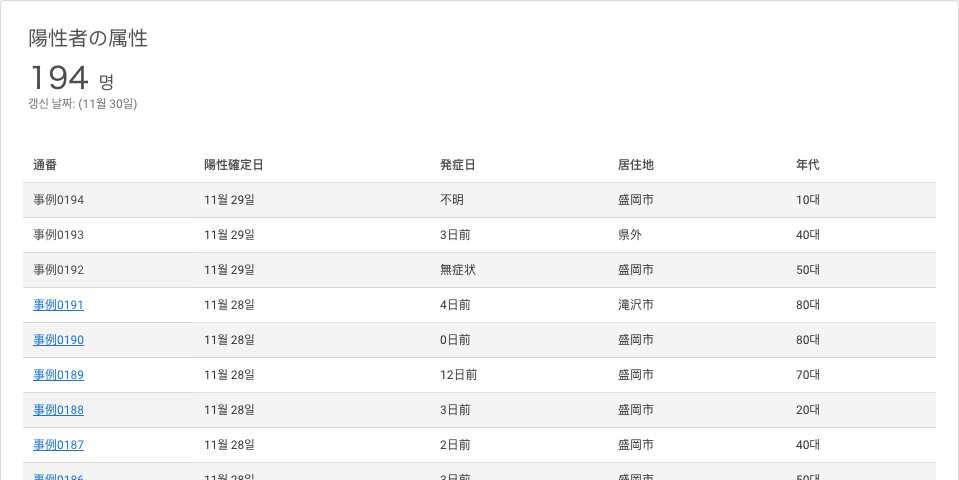 陽性者の属性
194 명
갱신 날짜: (11월 30일)
通番 陽性確定日 発症日 居住地 年代
事例0194 11월 29일 不明 盛岡市 10대
事例0193 11월 29일 3日前 県外 40대
事例0192 11월 29일 無症状 盛岡市 50대
事例0191 11월 28일 4日前 滝沢市 80대
事例0190 11월 28일 0日前 盛岡市 80대
事例0189 11월 28일 12日前 盛岡市 70대
事例0188 11월 28일 3日前 盛岡市 20대
事例0187 11월 28일 2日前 盛岡市 40대
事例0186 11월 28일 3日前 盛岡市 50대